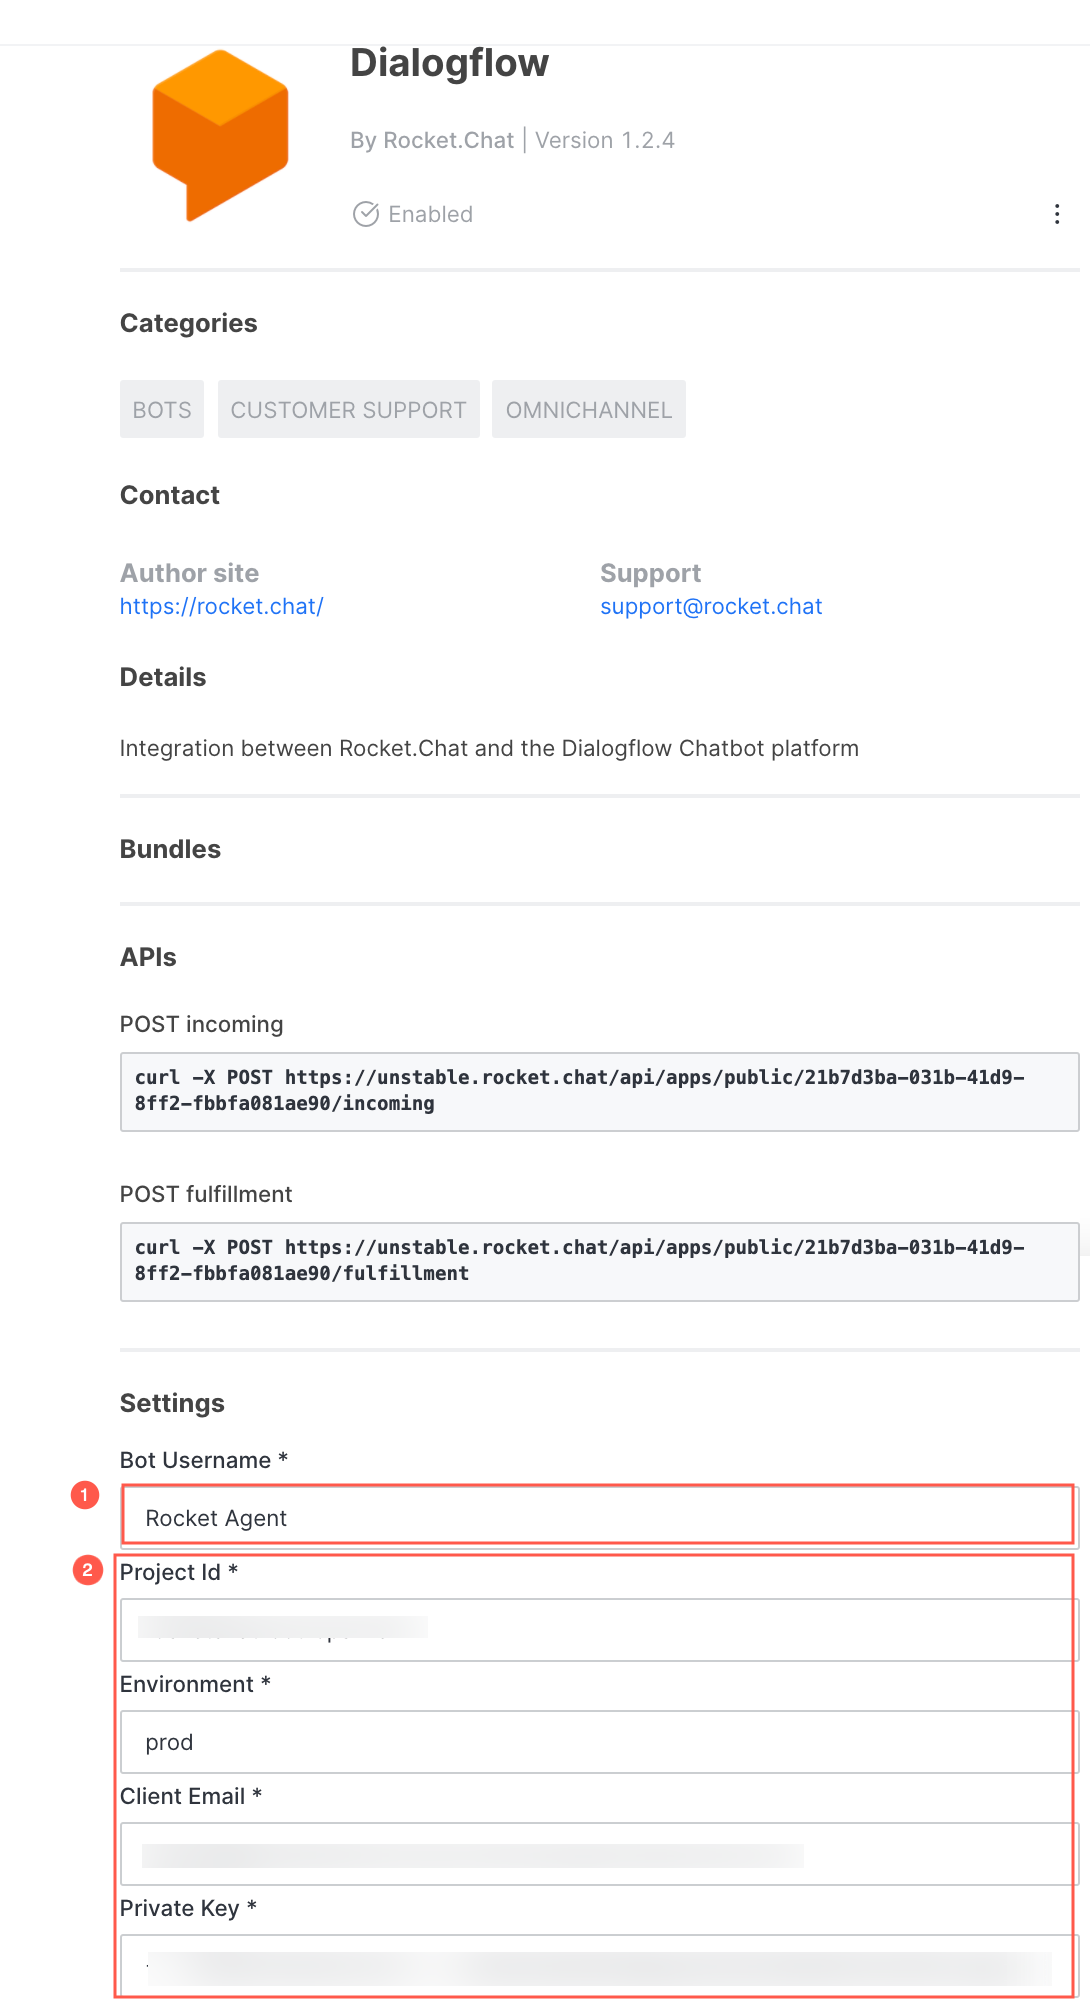 Dialogflow
By Rocket.Chat | Version 1.2.4
Enabled
Categories
BOTS
CUSTOMER SUPPORT
OMNICHANNEL
Contact
Author site
Support
https://rocket.chat/
support@rocket.chat
Details
Integration between Rocket.Chat and the Dialogflow Chatbot platform
Bundles
APIs
POST incoming
curl -X POST https://unstable.rocket.chat/api/apps/public/21b7d3ba-031b-41d9-
8ff2-fbbfa081ae90/incoming
POST fulfillment
curl -X POST https://unstable.rocket.chat/api/apps/public/21b7d3ba-031b-41d9-
8ff2-fbbfa081ae90/fulfillment
Settings
Bot Username *
1
Rocket Agent
2
Project Id *
Environment *
prod
Client Email *
Private Key *